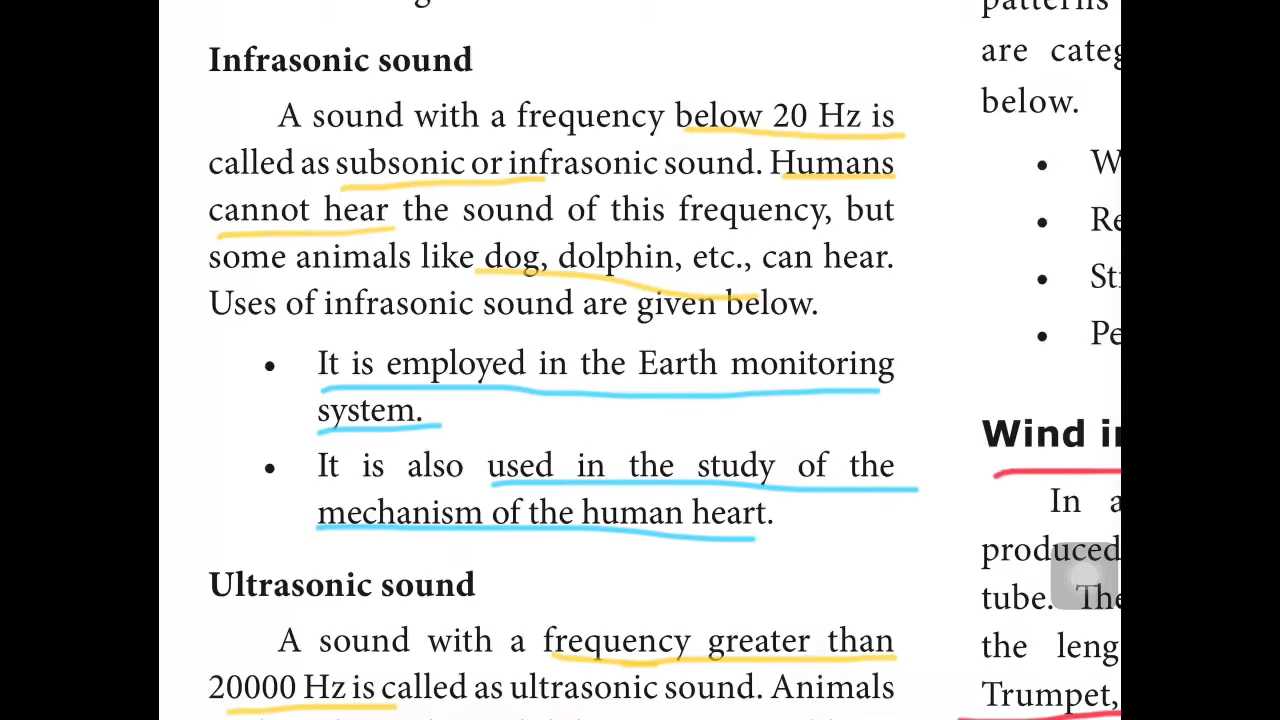 Infrasonic sound
A sound with a frequency below 20 Hz is
called as subsonic or infrasonic sound. Humans
cannot hear the sound of this frequency, but
some animals like dog, dolphin, etc., can hear.
Uses of infrasonic sound are given below.
• It is employed in the Earth monitoring
system.
• It is also used in the study of the
mechanism of the human heart.
Ultrasonic sound
A sound with a frequency greater than
20000 Hz is called as ultrasonic sound. Animals
patterns
are categ
below.
• W
• Re
• St
• Pe
Wind i
In a
produced
tube. The
the leng
Trumpet,